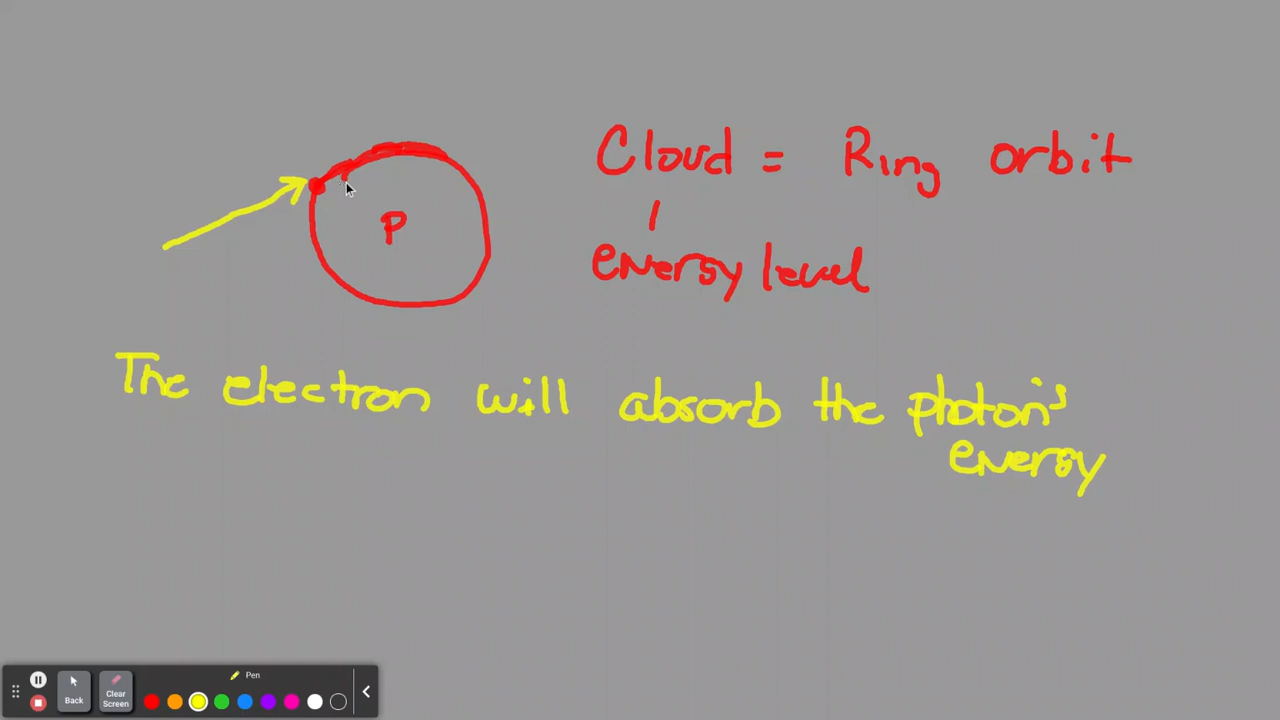 Cloud = Ring orbit
P
energy level
The electron will absorb the photon's
energy
Pen
Back
Clear
Screen